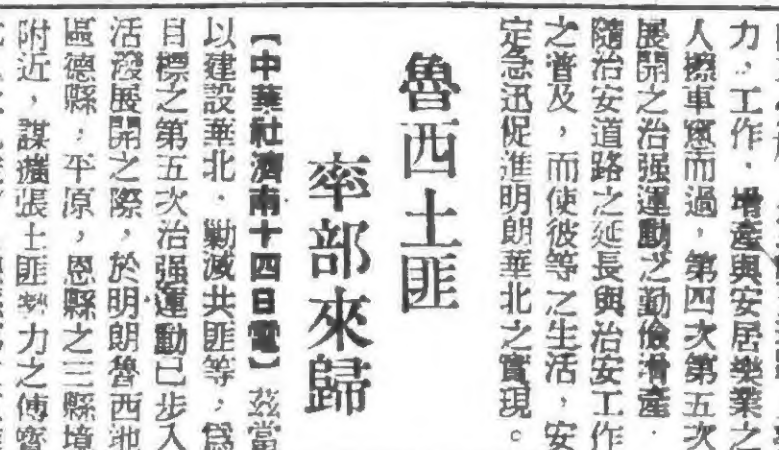 力，工作，增產與安居樂業之
人擦車窻而過，第四次第五次
展開之治强運動之勤儉增產．
隨治安道路之延長與治安工作
之普及，而使彼等之生活，安
定急迅促進明朗華北之實現。
魯西土匪
率部來歸
【中華社濟南十四日電】茲當
以建設華北．勦滅共匪等，爲
目標之第五次治强運動已步入
活潑展開之際，於明朗魯西地
區德縣，平原，恩縣之三縣境
附近，謀擴張土匪勢力之傅寳